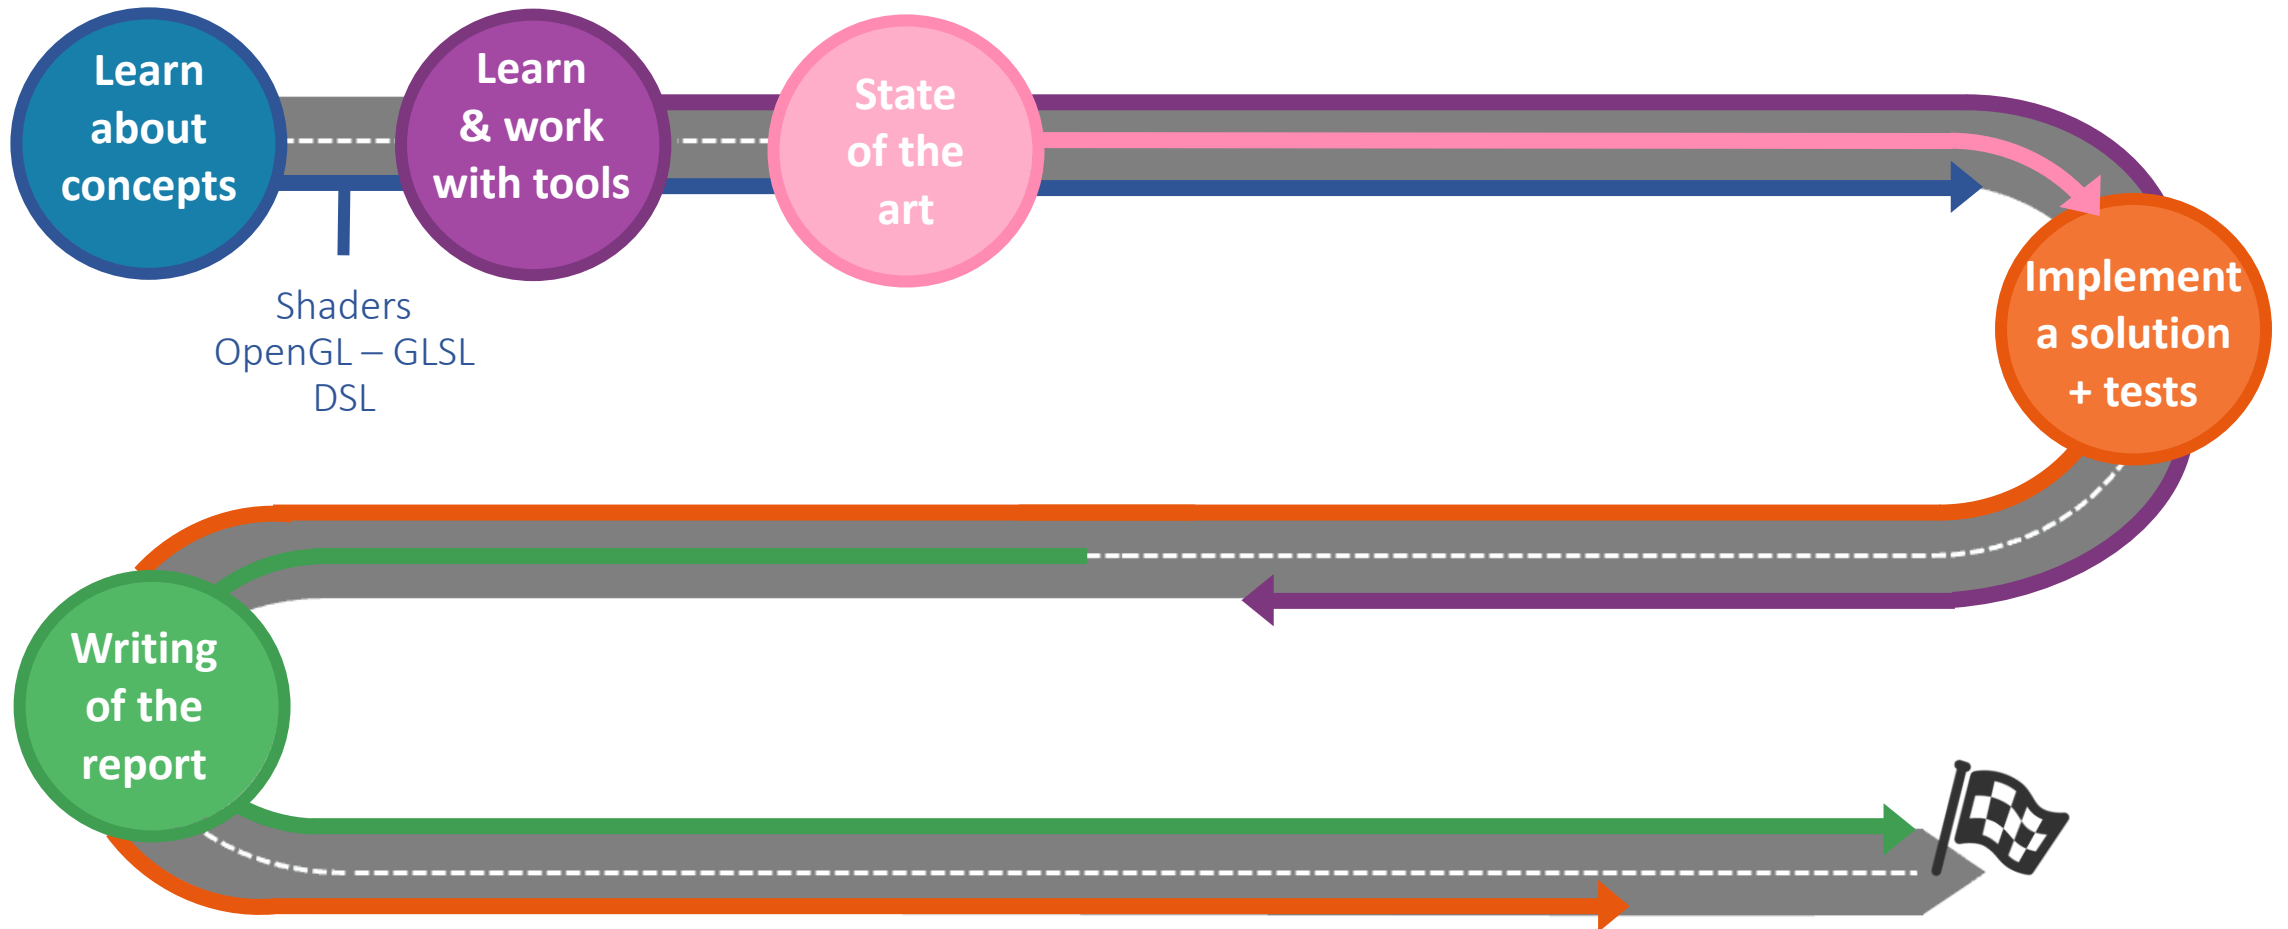 Learn
about
concepts
Learn
& work
with tools
State
of the
art
Shaders
OpenGL – GLSL
DSL
Implement
a solution
+ tests
Writing
of the
report